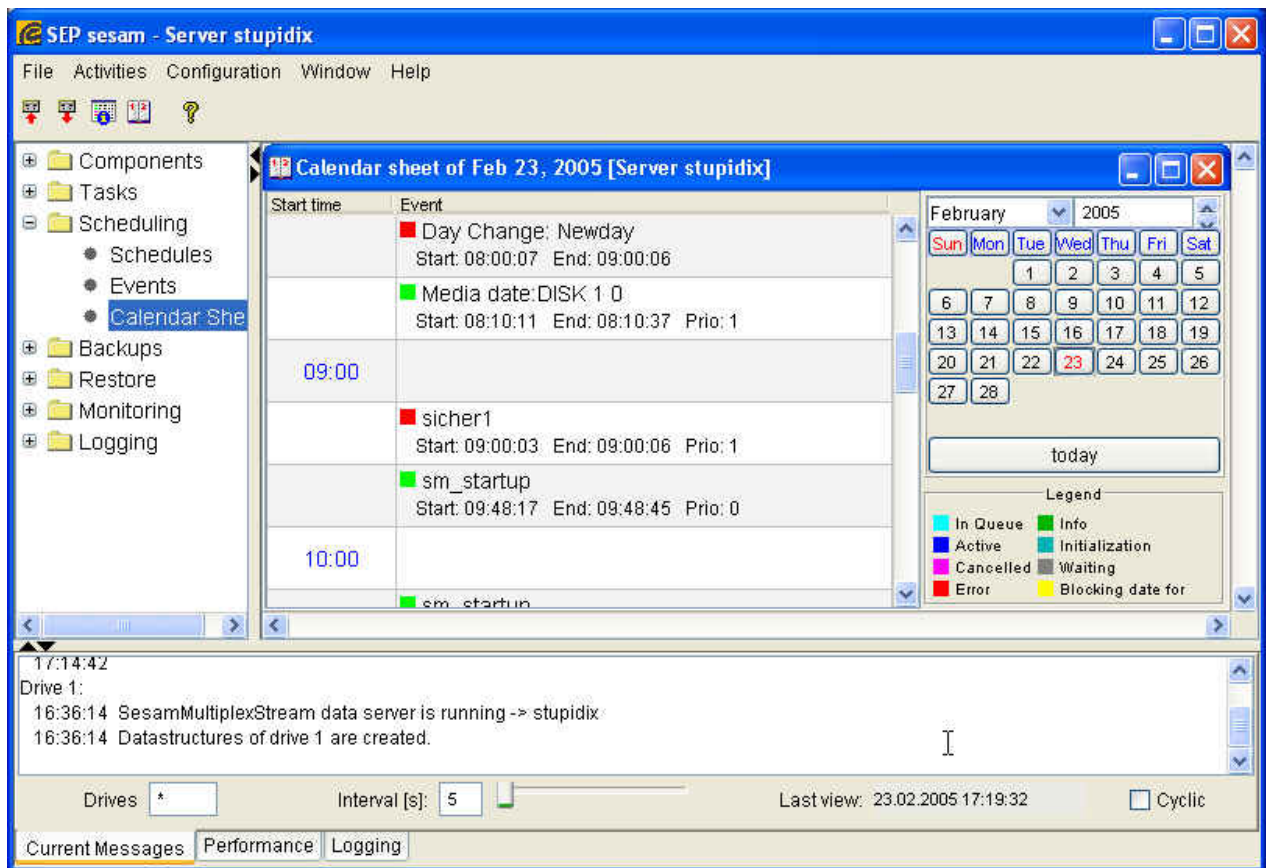 SEP sesam - Server stupidix
File Activities Configuration Window Help
Components
Tasks
Scheduling
Schedules
Events
Calendar She
Backups
Restore
Monitoring
Logging
Calendar sheet of Feb 23, 2005 [Server stupidix]
Start time Event
Day Change: Newday
Start: 08:00:07 End: 09:00:06
Media date:DISK 1 0
Start: 08:10:11 End: 08:10:37 Prio: 1
09:00
sicher1
Start: 09:00:03 End: 09:00:06 Prio: 1
sm_startup
Start: 09:48:17 End: 09:48:45 Prio: 0
10:00
sm_startup
February 2005
Sun Mon Tue Wed Thu Fri Sat
1 2 3 4 5
6 7 8 9 10 11 12
13 14 15 16 17 18 19
20 21 22 23 24 25 26
27 28
today
Legend
In Queue Info
Active Initialization
Cancelled Waiting
Error Blocking date for
17:14:42
Drive 1:
16:36:14 SesamMultiplexStream data server is running -> stupidix
16:36:14 Datastructures of drive 1 are created.
Drives * Interval [s]: 5 Last view: 23.02.2005 17:19:32 Cyclic
Current Messages Performance Logging